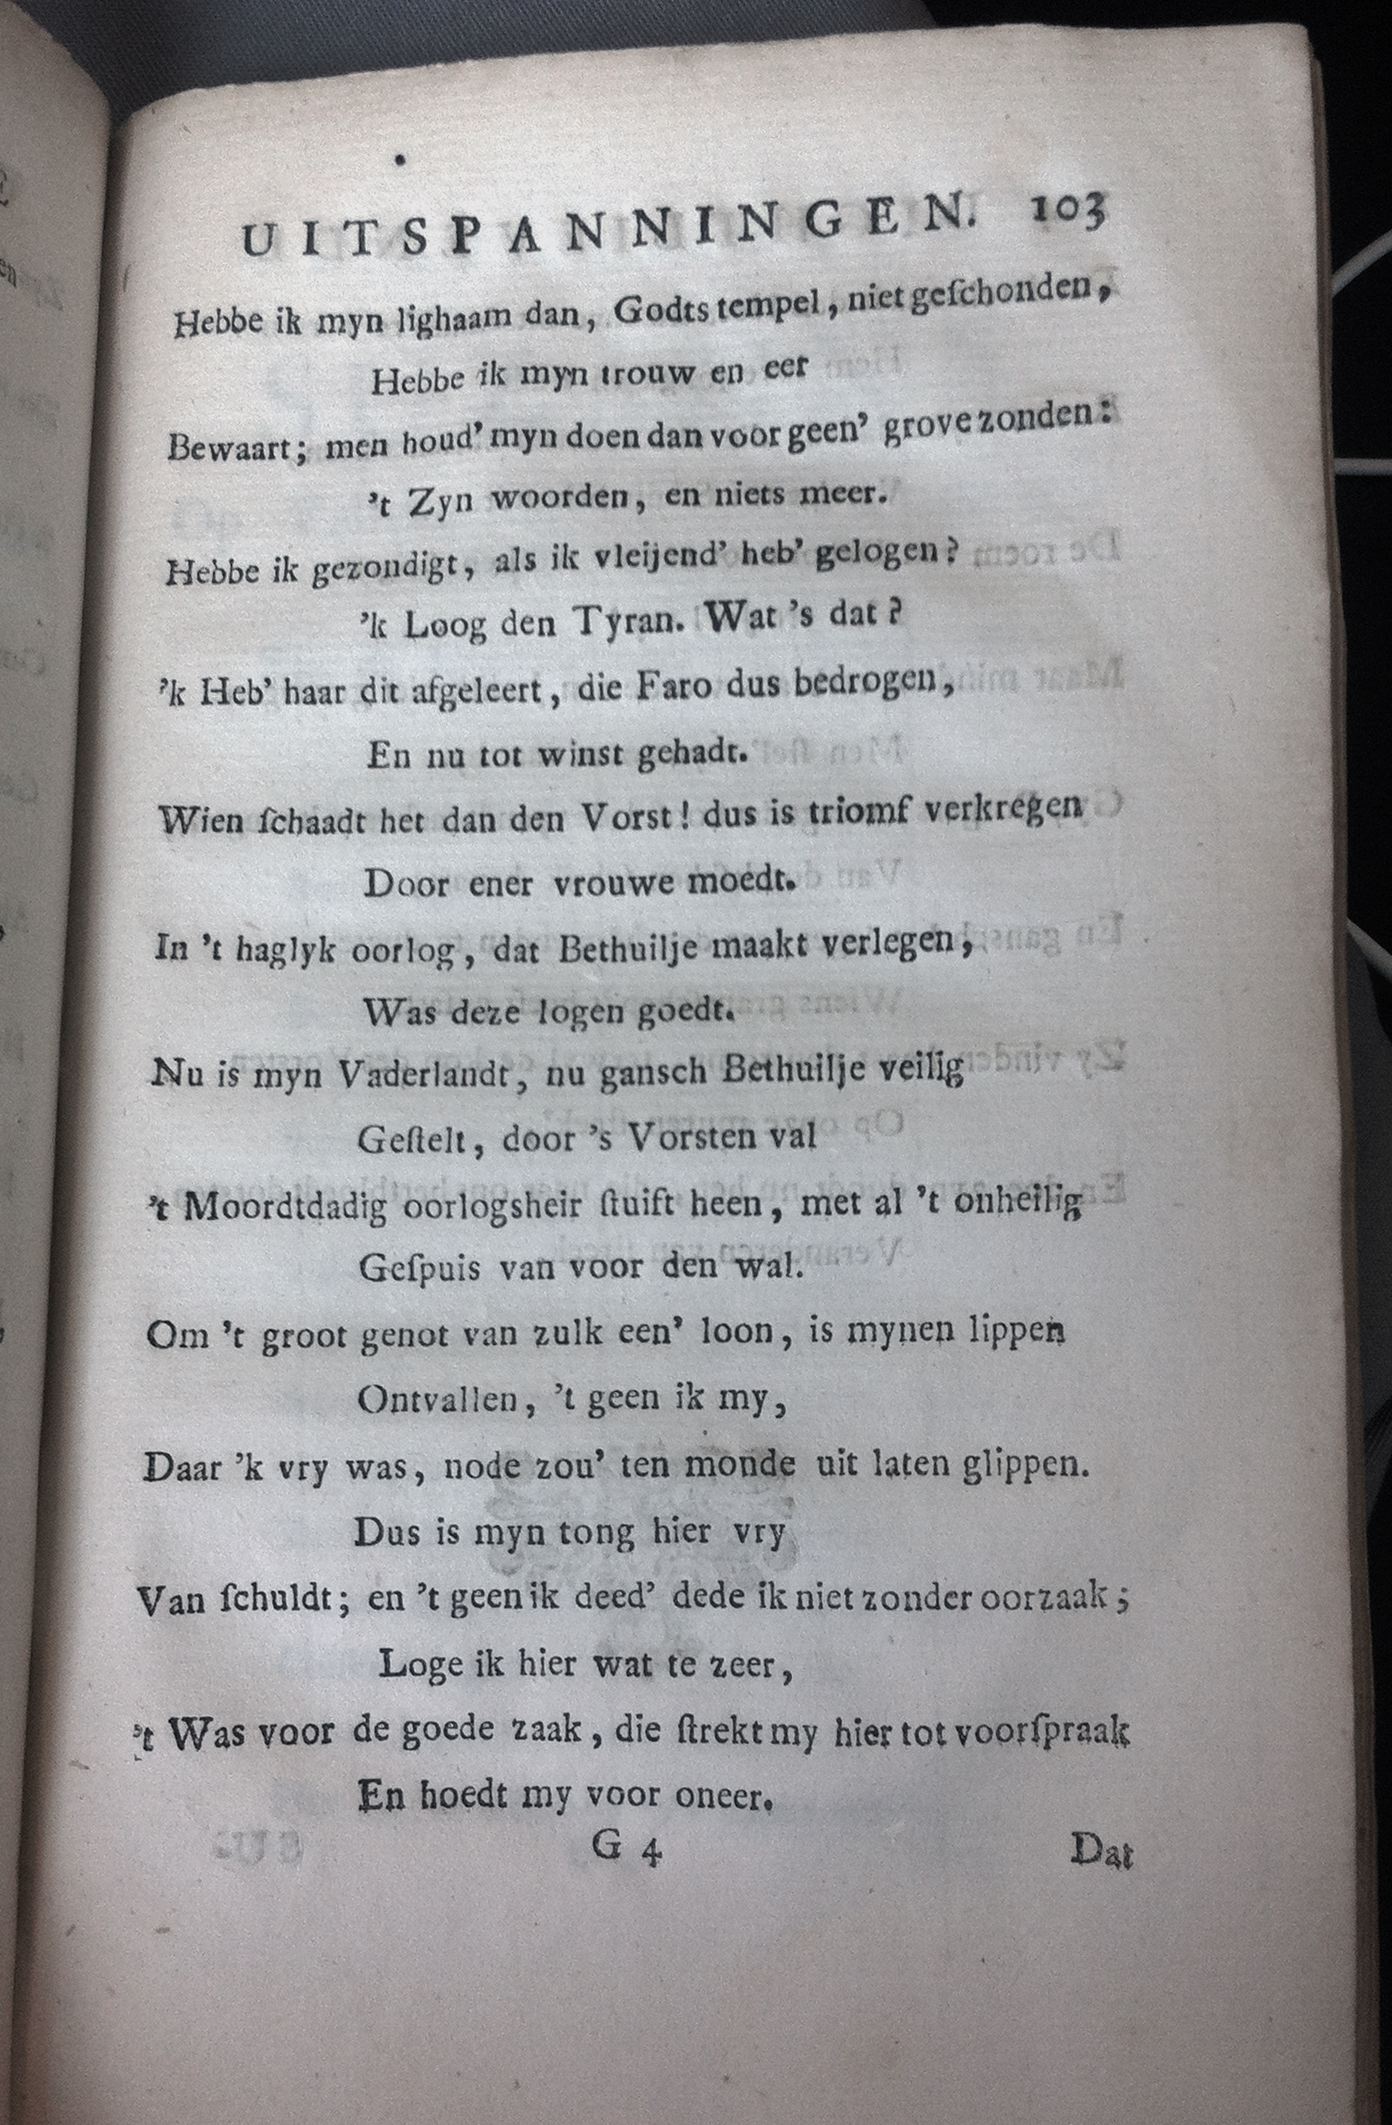 UITSPANNINGEN. 103
Hebbe ik myn lighaam dan, Godts tempel, niet geſchonden,
Hebbe ik myn trouw en eer
Bewaart; men houd’ myn doen dan voor geen’ grove zonden:
’t Zyn woorden, en niets meer.
Hebbe ik gezondigt, als ik vleijend’ heb’ gelogen?
’k Loog den Tyran. Wat ’s dat?
’k Heb’ haar dit afgeleert, die Faro dus bedrogen,
En nu tot winst gehadt.
Wien ſchaadt het dan den Vorst! dus is triomf verkregen
Door ener vrouwe moedt.
In ’t haglyk oorlog, dat Bethuilje maakt verlegen,
Was deze logen goedt.
Nu is myn Vaderlandt, nu gansch Bethuilje veilig
Geſtelt, door ’s Vorsten val
’t Moordtdadig oorlogsheir ſtuift heen, met al ’t onheilig
Geſpuis van voor den wal.
Om ’t groot genot van zulk een’ loon, is mynen lippen
Ontvallen, ’t geen ik my,
Daar ’k vry was, node zou’ ten monde uit laten glippen.
Dus is myn tong hier vry
Van ſchuldt; en ’t geen ik deed’ dede ik niet zonder oorzaak;
Loge ik hier wat te zeer,
’t Was voor de goede zaak, die ſtrekt my hier tot voorſpraak
En hoedt my voor oneer.
G 4 Dat